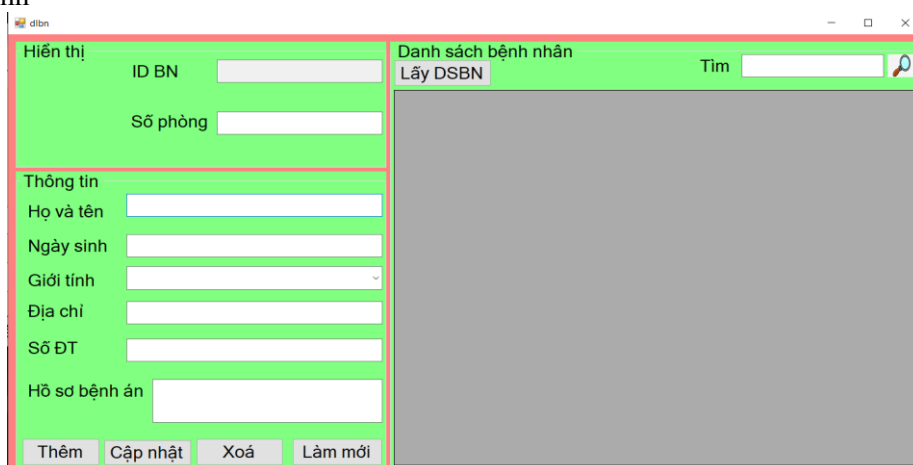 dlbn
Hiển thị
ID BN
Số phòng
Thông tin
Họ và tên
Ngày sinh
Giới tính
Địa chỉ
Số ĐT
Hồ sơ bệnh án
Thêm Cập nhật Xoá Làm mới
Danh sách bệnh nhân
Lấy DSBN
Tìm